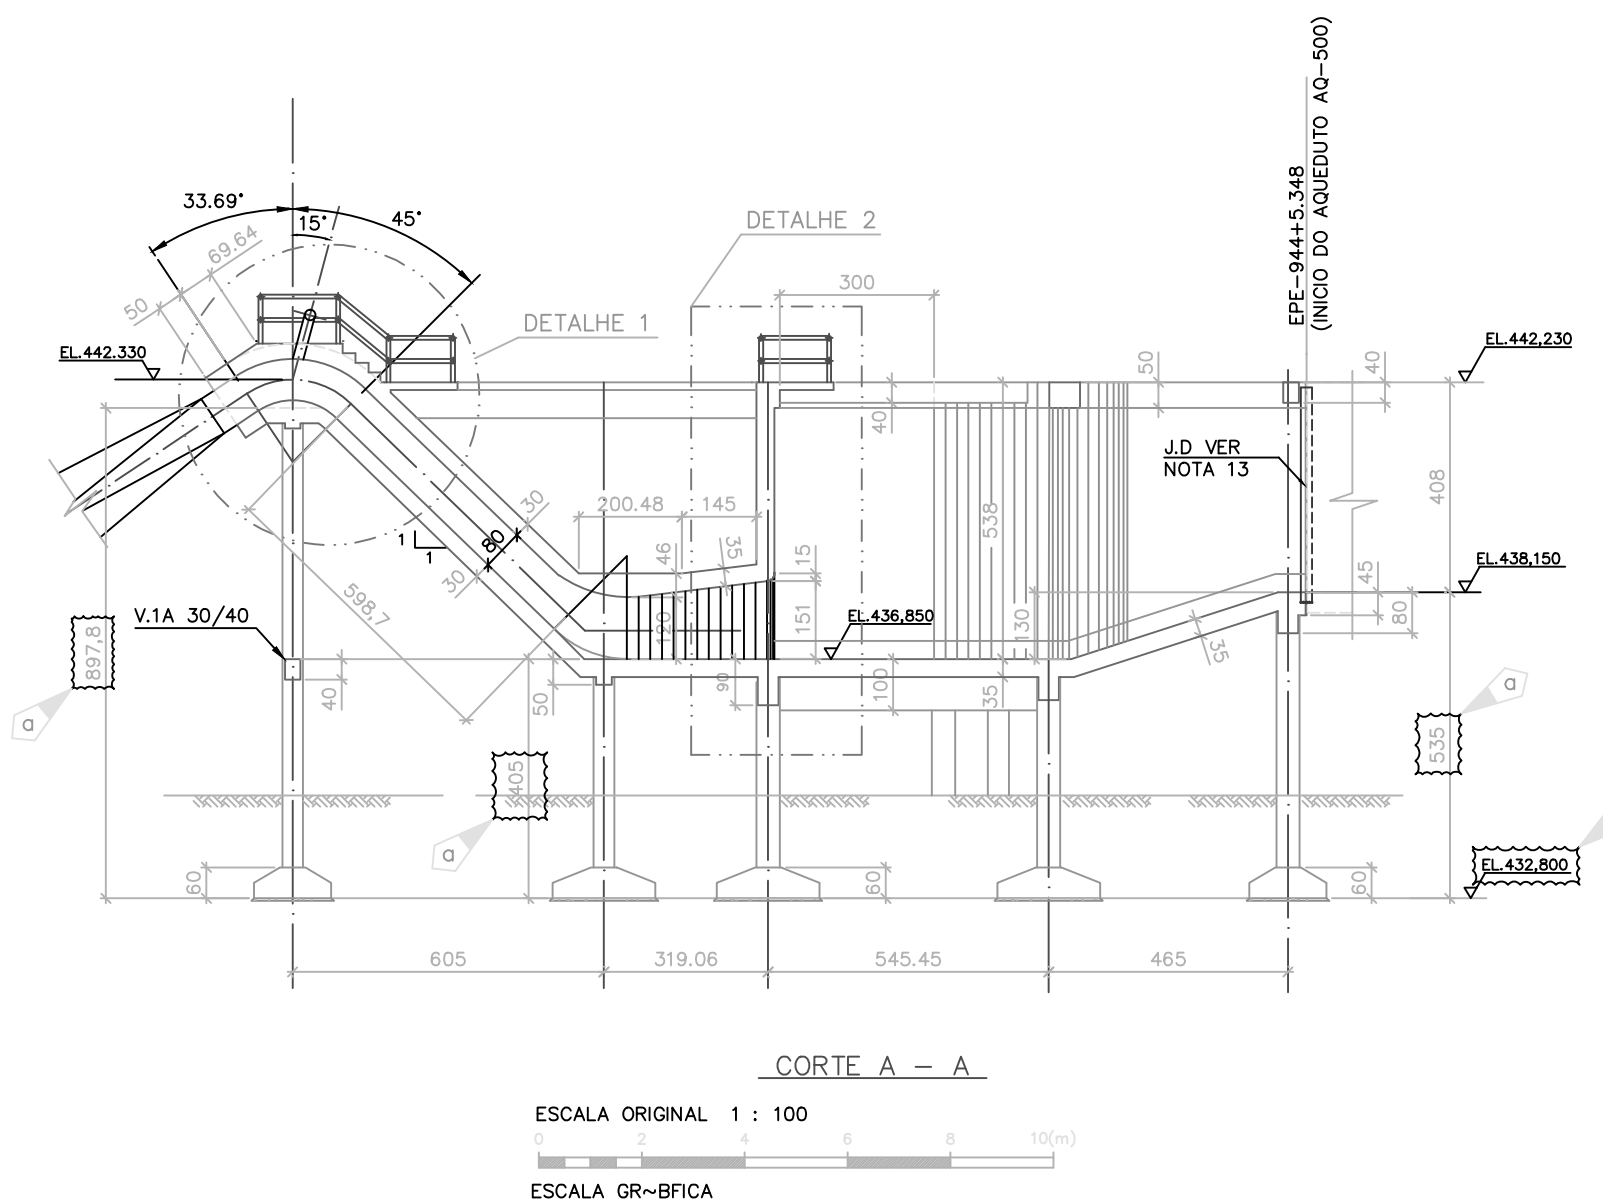 EPE-944+5.348
(INICIO DO AQUEDUTO AQ-500)
33.69°
15°
45°
69.64
50
DETALHE 2
DETALHE 1
300
EL.442.330
EL.442,230
50
40
40
J.D VER
NOTA 13
408
200.48
145
30
80
538
1
1
46
35
15
30
EL.438,150
45
80
598,7
120
151
130
35
V.1A 30/40
EL.436,850
897,8
40
50
90
100
35
a
a
535
405
a
60
60
60
EL.432,800
605
319.06
545.45
465
CORTE A - A
ESCALA ORIGINAL 1 : 100
0 2 4 6 8 10(m)
ESCALA GR~BFICA